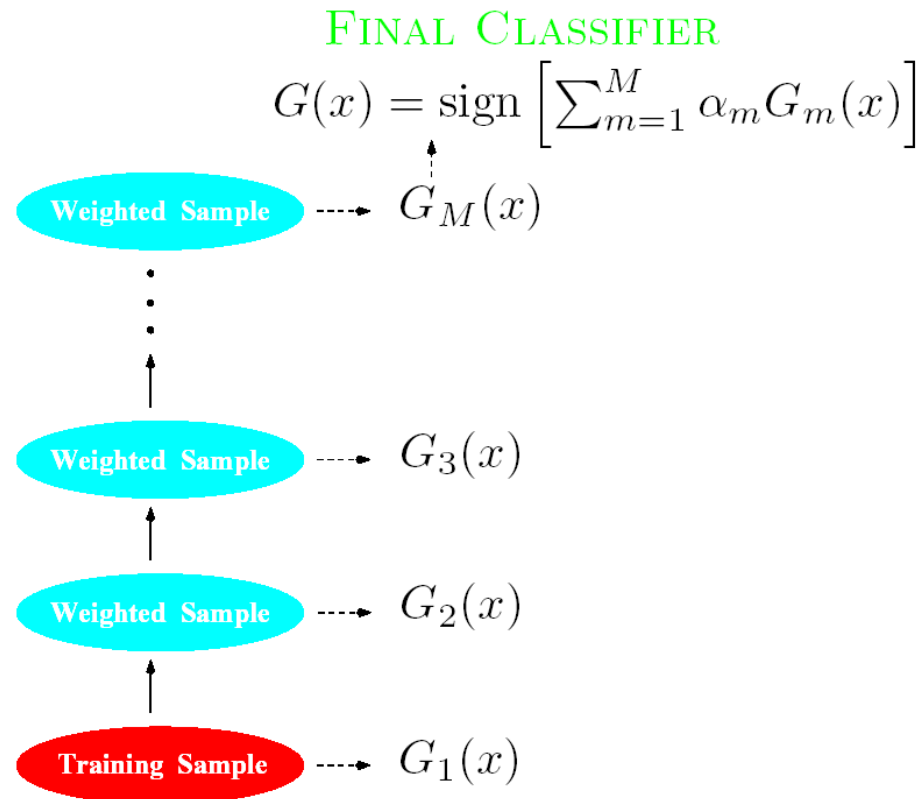 FINAL CLASSIFIER
G(x) = sign [∑_{m=1}^{M} α_m G_m(x)]
Weighted Sample G_M(x)
Weighted Sample G_3(x)
Weighted Sample G_2(x)
Training Sample G_1(x)